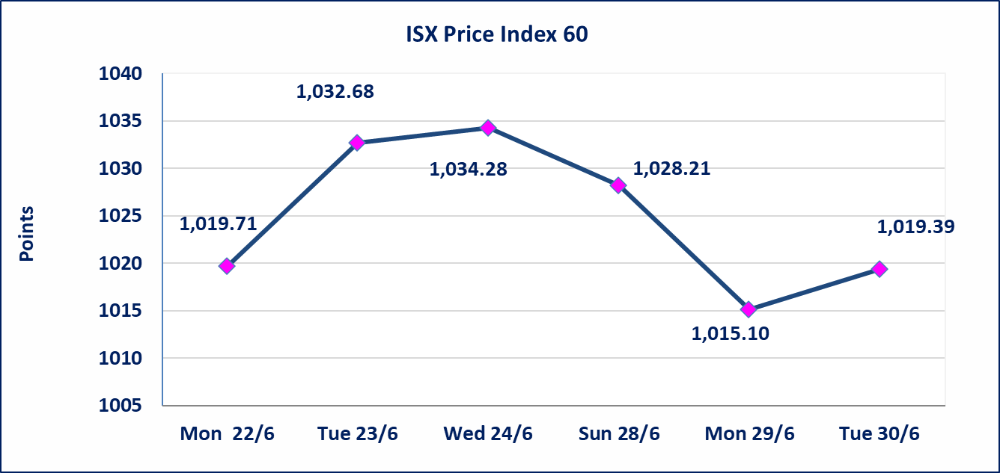 ISX Price Index 60
Points
1040
1035
1030
1025
1020
1015
1010
1005
1,019.71
1,032.68
1,034.28
1,028.21
1,015.10
1,019.39
Mon  22/6
Tue 23/6
Wed 24/6
Sun 28/6
Mon 29/6
Tue 30/6